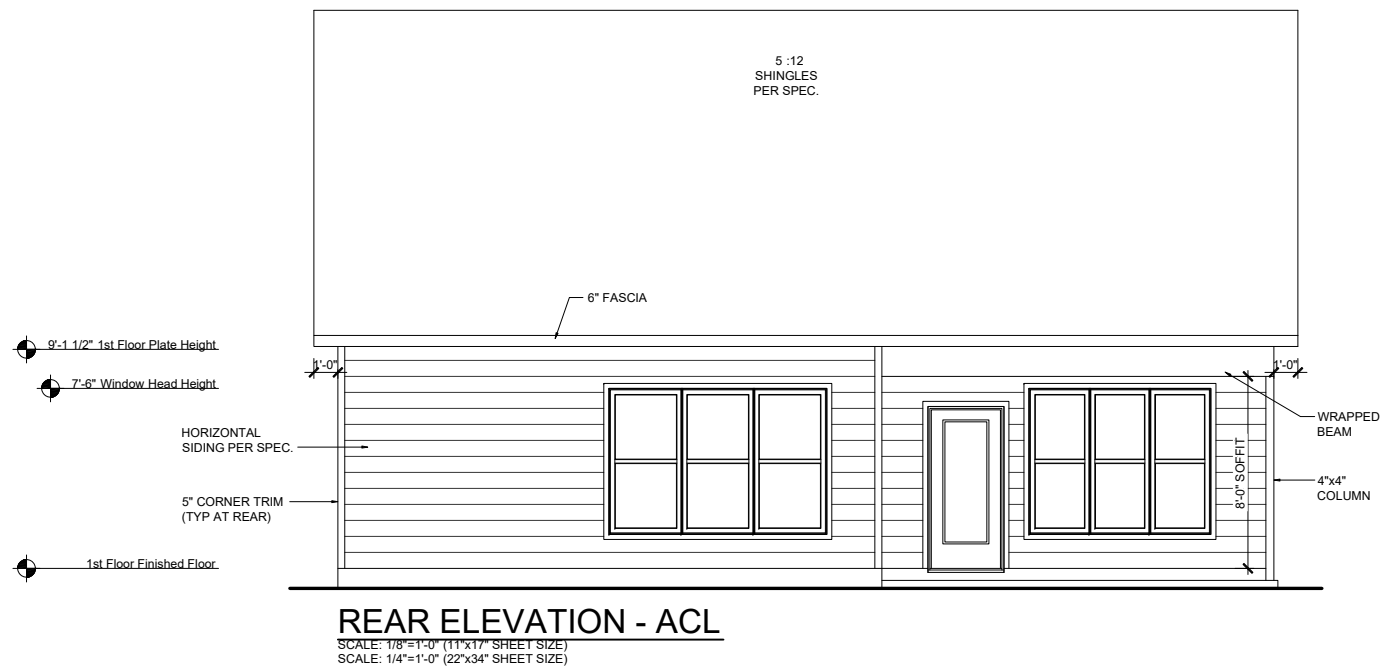 5 :12
SHINGLES
PER SPEC.
6" FASCIA
9'-1 1/2" 1st Floor Plate Height
1'-0"
1'-0"
7'-6" Window Head Height
WRAPPED
BEAM
HORIZONTAL
SIDING PER SPEC.
8'-0" SOFFIT
4"x4"
COLUMN
5" CORNER TRIM
(TYP AT REAR)
1st Floor Finished Floor
REAR ELEVATION - ACL
SCALE: 1/8"=1'-0" (11"x17" SHEET SIZE)
SCALE: 1/4"=1'-0" (22"x34" SHEET SIZE)